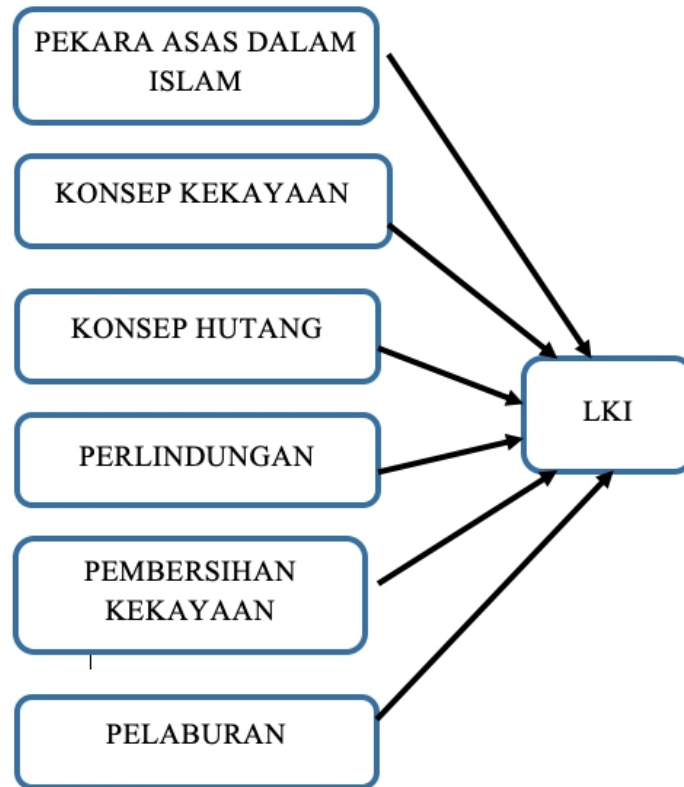 PEKARA ASAS DALAM
ISLAM
KONSEP KEKAYAAN
KONSEP HUTANG
LKI
PERLINDUNGAN
PEMBERSIHAN
KEKAYAAN
PELABURAN